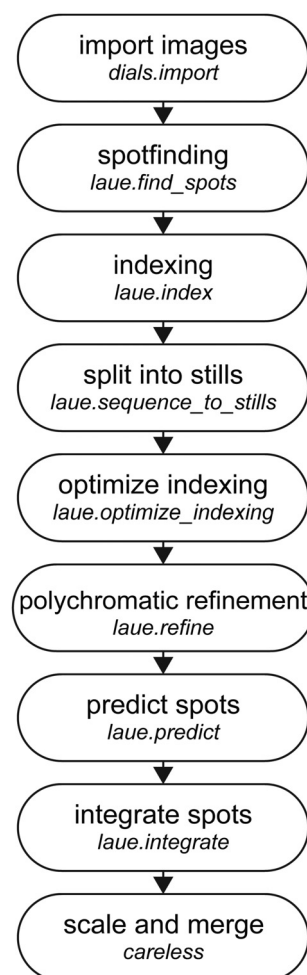 import images
dials.import
spotfinding
laue.find_spots
indexing
laue.index
split into stills
laue.sequence_to_stills
optimize indexing
laue.optimize_indexing
polychromatic refinement
laue.refine
predict spots
laue.predict
integrate spots
laue.integrate
scale and merge
careless